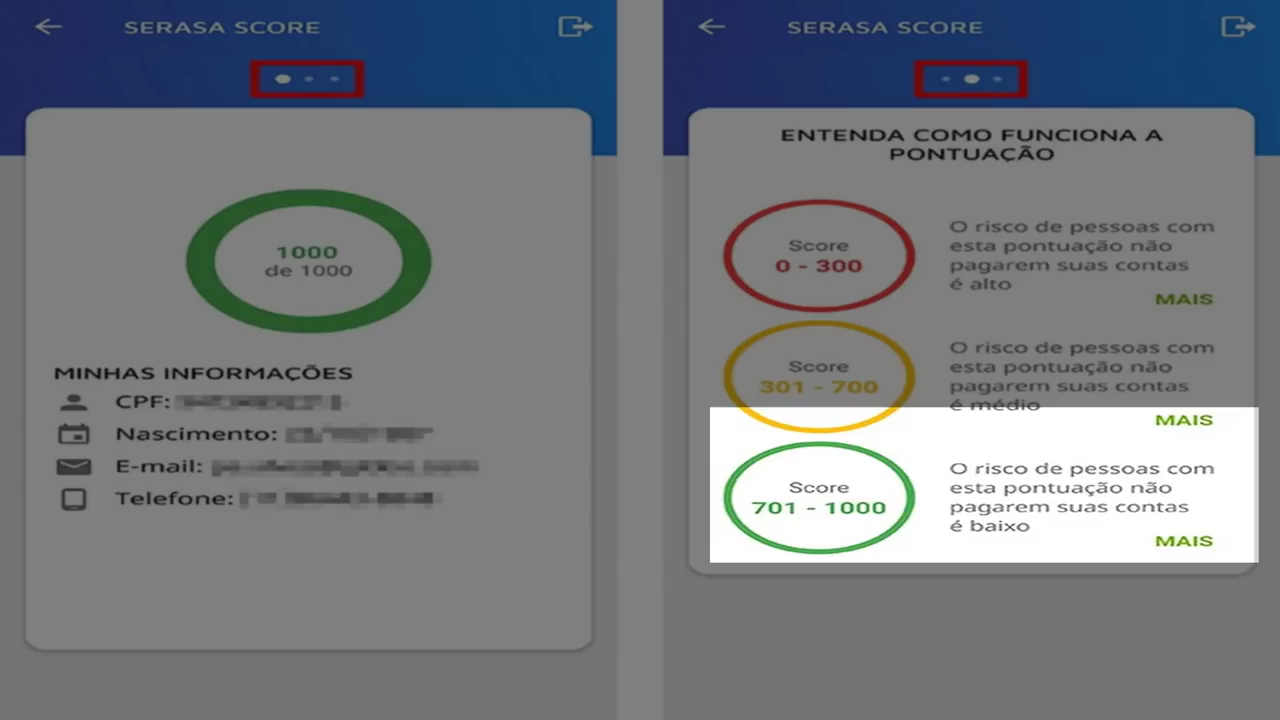 SERASA SCORE
1000
de 1000
MINHAS INFORMAÇÕES
CPF:
Nascimento:
E-mail:
Telefone:
SERASA SCORE
ENTENDA COMO FUNCIONA A
PONTUAÇÃO
Score
0 - 300
O risco de pessoas com
esta pontuação não
pagarem suas contas
é alto
MAIS
Score
301 - 700
O risco de pessoas com
esta pontuação não
pagarem suas contas
é médio
MAIS
Score
701 - 1000
O risco de pessoas com
esta pontuação não
pagarem suas contas
é baixo
MAIS